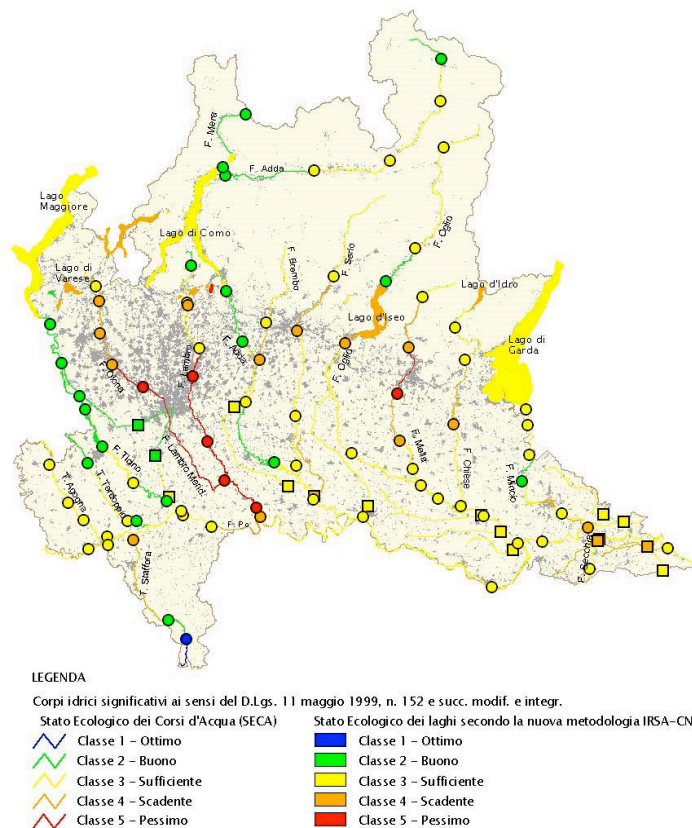 F. Mera
F. Adda
Lago
Maggiore
Lago di Como
F. Oglio
F. Serio
F. Brembo
Lago di
Varese
Lago d'Idro
Lago d'Iseo
Lago di
Garda
F. Adda
F. Oglio
F. Lambro
F. Olona
F. Mella
F. Chiese
F. Ticino
F. Lambro Merid.
F. Mincio
T. Agogna
T. Terdoppio
F. Po
F. Secchia
T. Staffora
LEGENDA
Corpi idrici significativi ai sensi del D.Lgs. 11 maggio 1999, n. 152 e succ. modif. e integr.
Stato Ecologico dei Corsi d'Acqua (SECA) Stato Ecologico dei laghi secondo la nuova metodologia IRSA-CN
Classe 1 - Ottimo Classe 1 - Ottimo
Classe 2 - Buono Classe 2 - Buono
Classe 3 - Sufficiente Classe 3 - Sufficiente
Classe 4 - Scadente Classe 4 - Scadente
Classe 5 - Pessimo Classe 5 - Pessimo